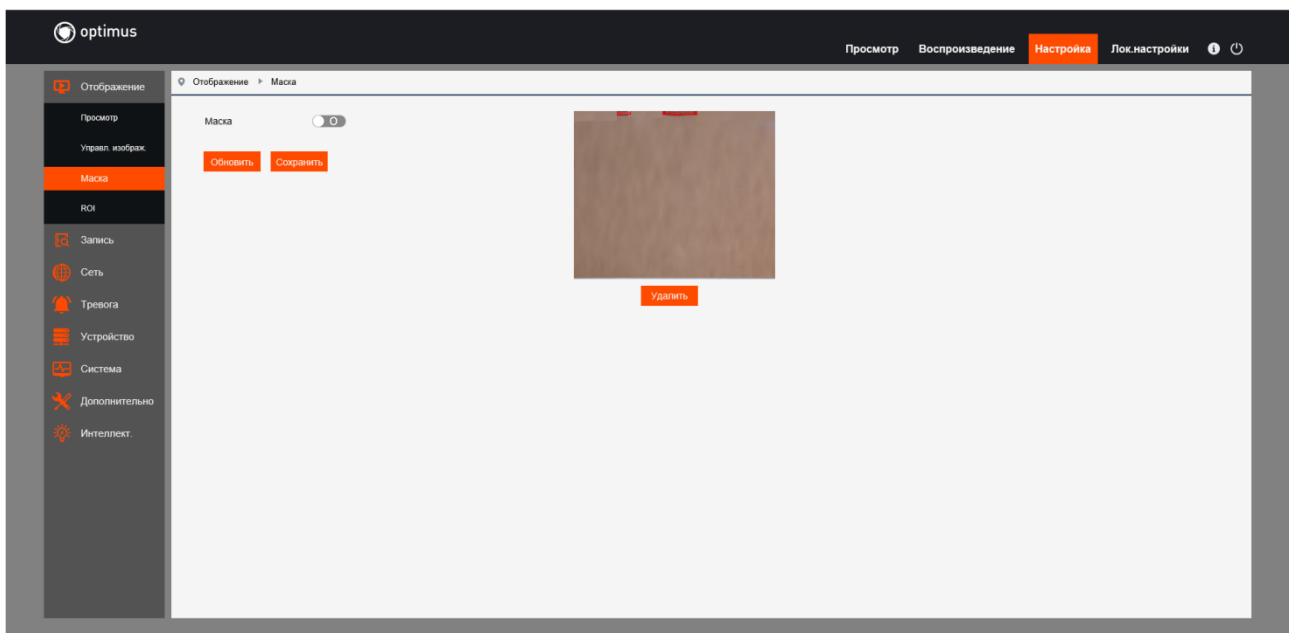 optimus
Просмотр Воспроизведение Настройка Лок.настройки
Отображение
Просмотр
Управл. изображ.
Маска
ROI
Запись
Сеть
Тревога
Устройство
Система
Дополнительно
Интеллект.
Отображение Маска
Маска
Обновить Сохранить
Удалить